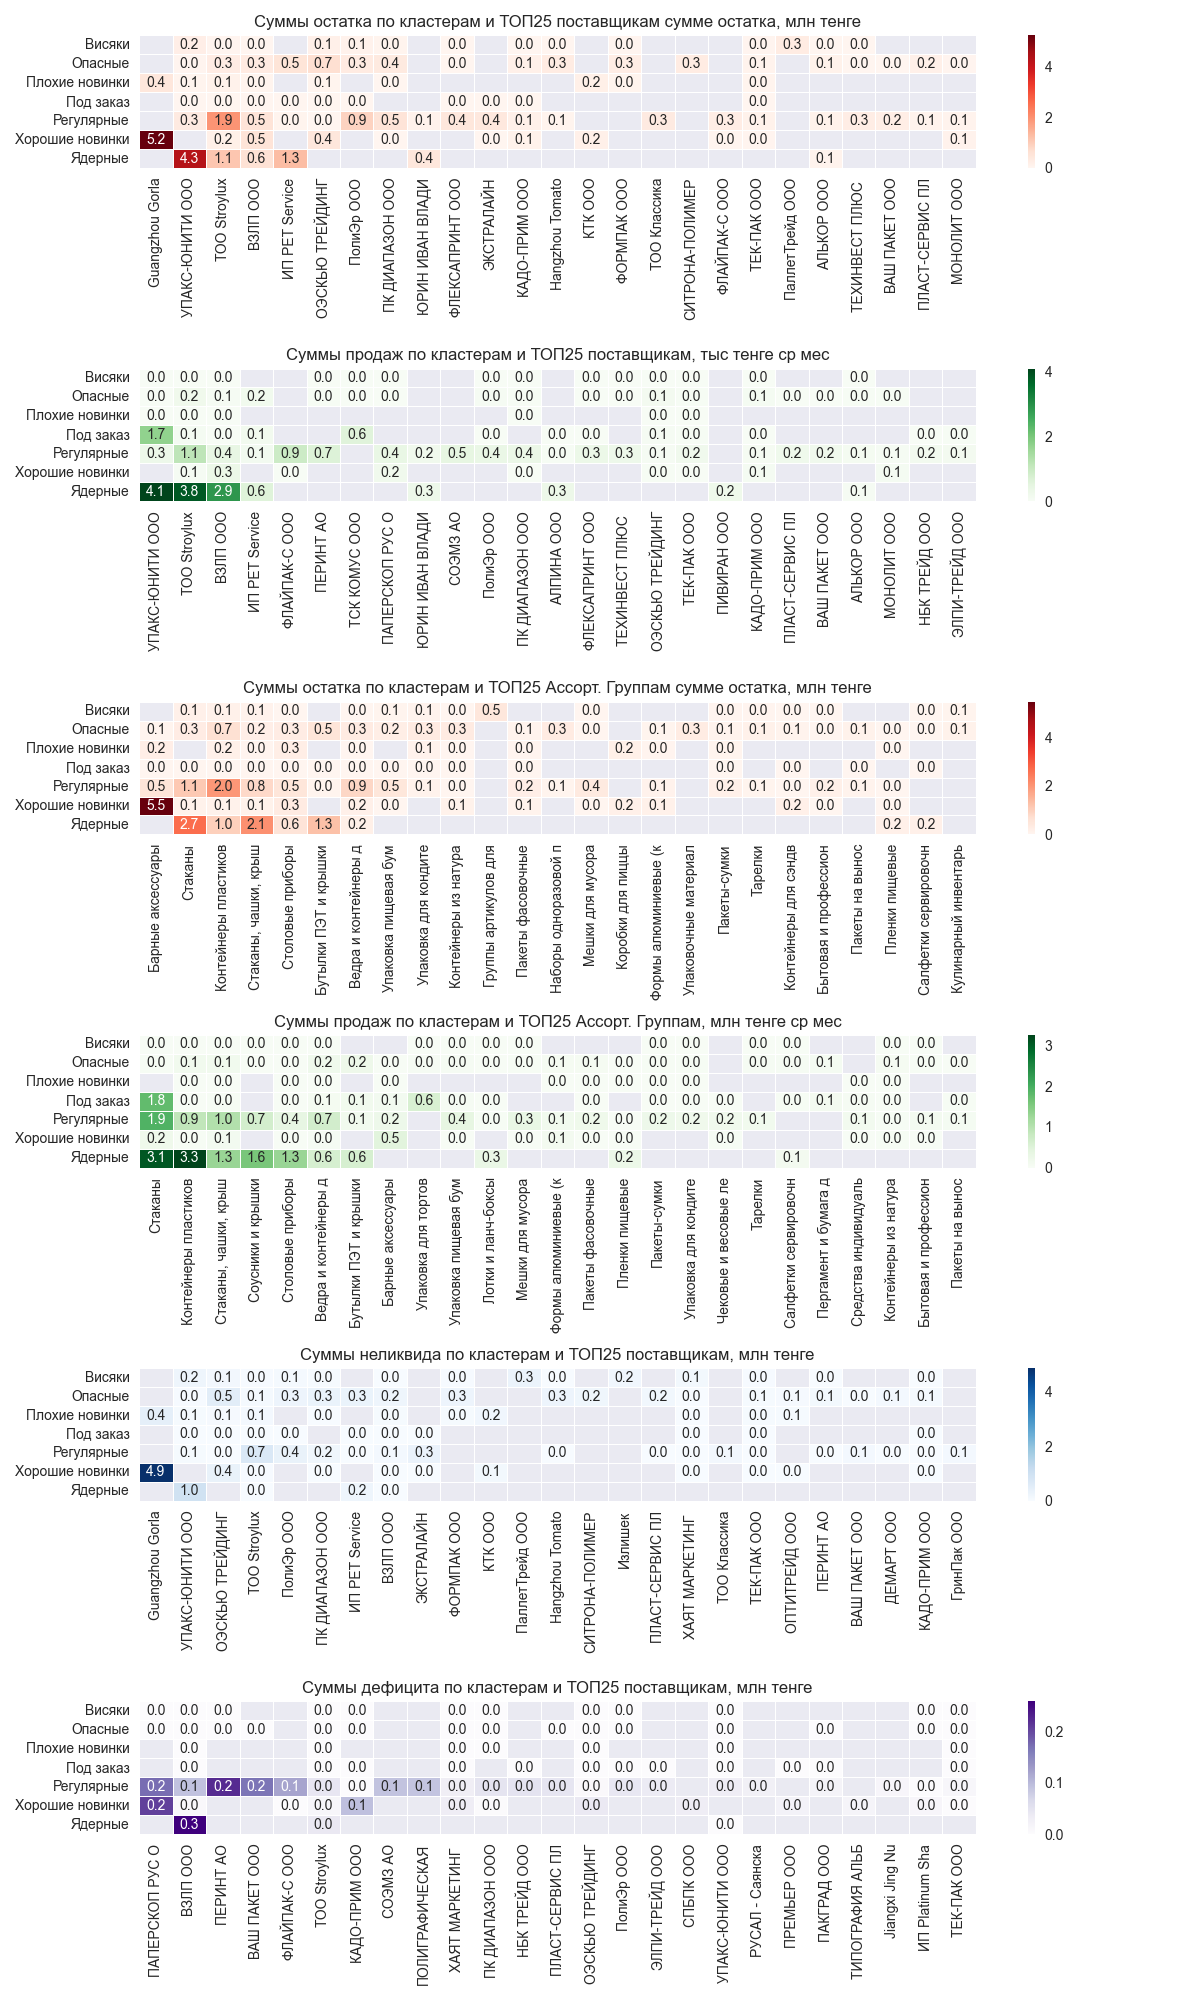 Суммы остатка по кластерам и ТОП25 поставщикам сумме остатка, млн тенге
Висяки 0.2 0.0 0.0 0.1 0.1 0.0 0.0 0.0 0.0 0.0 0.0 0.3 0.0 0.0
Опасные 0.0 0.3 0.3 0.5 0.7 0.3 0.4 0.0 0.1 0.3 0.3 0.3 0.1 0.1 0.0 0.0 0.2 0.0
Плохие новинки 0.4 0.1 0.1 0.0 0.1 0.0 0.2 0.0 0.0
Под заказ 0.0 0.0 0.0 0.0 0.0 0.0 0.0 0.0 0.0 0.0
Регулярные 0.3 1.9 0.5 0.0 0.0 0.9 0.5 0.1 0.4 0.4 0.1 0.1 0.3 0.3 0.1 0.1 0.3 0.2 0.1 0.1
Хорошие новинки 5.2 0.2 0.5 0.4 0.0 0.0 0.1 0.2 0.0 0.0 0.1
Ядерные 4.3 1.1 0.6 1.3 0.4 0.1
4
2
0
Guangzhou Gorla
УПАКС-ЮНИТИ ООО
ТОО Stroylux
ВЗЛП ООО
ИП PET Service
ОЭСКЬЮ ТРЕЙДИНГ
ПолиЭр ООО
ПК ДИАПАЗОН ООО
ЮРИН ИВАН ВЛАДИ
ФЛЕКСАПРИНТ ООО
ЭКСТРАЛАЙН
КАДО-ПРИМ ООО
Hangzhou Tomato
КТК ООО
ФОРМПАК ООО
ТОО Классика
СИТРОНА-ПОЛИМЕР
ФЛАЙПАК-С ООО
ТЕК-ПАК ООО
ПаллетТрейд ООО
АЛЬКОР ООО
ТЕХИНВЕСТ ПЛЮС
ВАШ ПАКЕТ ООО
ПЛАСТ-СЕРВИС ПЛ
МОНОЛИТ ООО
Суммы продаж по кластерам и ТОП25 поставщикам, тыс тенге ср мес
Висяки 0.0 0.0 0.0 0.0 0.0 0.0 0.0 0.0 0.0 0.0 0.0 0.0 0.0 0.0
Опасные 0.0 0.2 0.1 0.2 0.0 0.0 0.0 0.0 0.0 0.0 0.0 0.1 0.0 0.1 0.0 0.0 0.0 0.0
Плохие новинки 0.0 0.0 0.0 0.0 0.0 0.0
Под заказ 1.7 0.1 0.0 0.1 0.6 0.0 0.0 0.0 0.1 0.0 0.0 0.0 0.0
Регулярные 0.3 1.1 0.4 0.1 0.9 0.7 0.4 0.2 0.5 0.4 0.4 0.0 0.3 0.3 0.1 0.2 0.1 0.2 0.2 0.1 0.1 0.2 0.1
Хорошие новинки 0.1 0.3 0.0 0.2 0.0 0.0 0.0 0.1 0.1
Ядерные 4.1 3.8 2.9 0.6 0.3 0.3 0.2 0.1
4
2
0
УПАКС-ЮНИТИ ООО
ТОО Stroylux
ВЗЛП ООО
ИП PET Service
ФЛАЙПАК-С ООО
ПЕРИНТ АО
ТСК КОМУС ООО
ПАПЕРСКОП РУС О
ЮРИН ИВАН ВЛАДИ
СОЭМЗ АО
ПолиЭр ООО
ПК ДИАПАЗОН ООО
АЛПИНА ООО
ФЛЕКСАПРИНТ ООО
ТЕХИНВЕСТ ПЛЮС
ОЭСКЬЮ ТРЕЙДИНГ
ТЕК-ПАК ООО
ПИВИРАН ООО
КАДО-ПРИМ ООО
ПЛАСТ-СЕРВИС ПЛ
ВАШ ПАКЕТ ООО
АЛЬКОР ООО
МОНОЛИТ ООО
НБК ТРЕЙД ООО
ЭЛПИ-ТРЕЙД ООО
Суммы остатка по кластерам и ТОП25 Ассорт. Группам сумме остатка, млн тенге
Висяки 0.1 0.1 0.1 0.0 0.0 0.1 0.1 0.0 0.5 0.0 0.0 0.0 0.0 0.0 0.0 0.1
Опасные 0.1 0.3 0.7 0.2 0.3 0.5 0.3 0.2 0.3 0.3 0.1 0.3 0.0 0.1 0.3 0.1 0.1 0.1 0.0 0.1 0.0 0.0 0.1
Плохие новинки 0.2 0.2 0.0 0.3 0.0 0.1 0.0 0.0 0.2 0.0 0.0 0.0
Под заказ 0.0 0.0 0.0 0.0 0.0 0.0 0.0 0.0 0.0 0.0 0.0 0.0 0.0 0.0 0.0
Регулярные 0.5 1.1 2.0 0.8 0.5 0.0 0.9 0.5 0.1 0.0 0.2 0.1 0.4 0.1 0.2 0.1 0.0 0.2 0.1 0.0
Хорошие новинки 5.5 0.1 0.1 0.1 0.3 0.2 0.0 0.1 0.1 0.0 0.2 0.1 0.2 0.0 0.0
Ядерные 2.7 1.0 2.1 0.6 1.3 0.2 0.2 0.2
4
2
0
Барные аксессуары
Стаканы
Контейнеры пластиков
Стаканы, чашки, крыш
Столовые приборы
Бутылки ПЭТ и крышки
Ведра и контейнеры д
Упаковка пищевая бум
Упаковка для кондите
Контейнеры из натура
Группы артикулов для
Пакеты фасовочные
Наборы одноразовой п
Мешки для мусора
Коробки для пиццы
Формы алюминиевые (к
Упаковочные материал
Пакеты-сумки
Тарелки
Контейнеры для сэндв
Бытовая и профессион
Пакеты на вынос
Пленки пищевые
Салфетки сервировочн
Кулинарный инвентарь
Суммы продаж по кластерам и ТОП25 Ассорт. Группам, млн тенге ср мес
Висяки 0.0 0.0 0.0 0.0 0.0 0.0 0.0 0.0 0.0 0.0 0.0 0.0 0.0 0.0 0.0 0.0 0.0
Опасные 0.0 0.1 0.1 0.0 0.0 0.2 0.2 0.0 0.0 0.0 0.0 0.0 0.1 0.1 0.0 0.0 0.0 0.0 0.0 0.1 0.1 0.0 0.0
Плохие новинки 0.0 0.0 0.0 0.0 0.0 0.0 0.0 0.0 0.0 0.0 0.0 0.0
Под заказ 1.8 0.0 0.0 0.0 0.1 0.1 0.1 0.6 0.0 0.0 0.0 0.0 0.0 0.0 0.0 0.1 0.0 0.0 0.0
Регулярные 1.9 0.9 1.0 0.7 0.4 0.7 0.1 0.2 0.4 0.0 0.3 0.1 0.2 0.0 0.2 0.2 0.2 0.1 0.1 0.0 0.1 0.1
Хорошие новинки 0.2 0.0 0.1 0.0 0.0 0.5 0.0 0.0 0.1 0.0 0.0 0.0 0.0 0.0 0.0
Ядерные 3.1 3.3 1.3 1.6 1.3 0.6 0.6 0.3 0.2 0.1
3
2
1
0
Стаканы
Контейнеры пластиков
Стаканы, чашки, крыш
Соусники и крышки
Столовые приборы
Ведра и контейнеры д
Бутылки ПЭТ и крышки
Барные аксессуары
Упаковка для тортов
Упаковка пищевая бум
Лотки и ланч-боксы
Мешки для мусора
Формы алюминиевые (к
Пакеты фасовочные
Пленки пищевые
Пакеты-сумки
Упаковка для кондите
Чековые и весовые ле
Тарелки
Салфетки сервировочн
Пергамент и бумага д
Средства индивидуаль
Контейнеры из натура
Бытовая и профессион
Пакеты на вынос
Суммы неликвида по кластерам и ТОП25 поставщикам, млн тенге
Висяки 0.2 0.1 0.0 0.1 0.0 0.0 0.0 0.3 0.0 0.2 0.1 0.0 0.0 0.0
Опасные 0.0 0.5 0.1 0.3 0.3 0.3 0.2 0.3 0.3 0.2 0.2 0.0 0.1 0.1 0.1 0.0 0.1 0.1
Плохие новинки 0.4 0.1 0.1 0.1 0.0 0.0 0.0 0.2 0.0 0.0 0.1
Под заказ 0.0 0.0 0.0 0.0 0.0 0.0 0.0 0.0 0.0 0.0
Регулярные 0.1 0.0 0.7 0.4 0.2 0.0 0.1 0.3 0.0 0.0 0.0 0.1 0.0 0.0 0.1 0.0 0.1
Хорошие новинки 4.9 0.4 0.0 0.0 0.0 0.0 0.1 0.0 0.0 0.0 0.0
Ядерные 1.0 0.0 0.2 0.0
4
2
0
Guangzhou Gorla
УПАКС-ЮНИТИ ООО
ОЭСКЬЮ ТРЕЙДИНГ
ТОО Stroylux
ПолиЭр ООО
ПК ДИАПАЗОН ООО
ИП PET Service
ВЗЛП ООО
ЭКСТРАЛАЙН
ФОРМПАК ООО
КТК ООО
ПаллетТрейд ООО
Hangzhou Tomato
СИТРОНА-ПОЛИМЕР
Излишек
ПЛАСТ-СЕРВИС ПЛ
ХАЯТ МАРКЕТИНГ
ТОО Классика
ТЕК-ПАК ООО
ОПТИТРЕЙД ООО
ПЕРИНТ АО
ВАШ ПАКЕТ ООО
ДЕМАРТ ООО
КАДО-ПРИМ ООО
ГринПак ООО
Суммы дефицита по кластерам и ТОП25 поставщикам, млн тенге
Висяки 0.0 0.0 0.0 0.0 0.0 0.0 0.0 0.0 0.0 0.0 0.0 0.0
Опасные 0.0 0.0 0.0 0.0 0.0 0.0 0.0 0.0 0.0 0.0 0.0 0.0 0.0 0.0 0.0
Плохие новинки 0.0 0.0 0.0 0.0 0.0 0.0 0.0
Под заказ 0.0 0.0 0.0 0.0 0.0 0.0 0.0 0.0 0.0 0.0 0.0
Регулярные 0.2 0.1 0.2 0.2 0.1 0.0 0.0 0.1 0.1 0.0 0.0 0.0 0.0 0.0 0.0 0.0 0.0 0.0 0.0 0.0 0.0 0.0
Хорошие новинки 0.2 0.0 0.0 0.0 0.1 0.0 0.0 0.0 0.0 0.0 0.0 0.0 0.0
Ядерные 0.3 0.0 0.0
0.2
0.1
0.0
ПАПЕРСКОП РУС О
ВЗЛП ООО
ПЕРИНТ АО
ВАШ ПАКЕТ ООО
ФЛАЙПАК-С ООО
ТОО Stroylux
КАДО-ПРИМ ООО
СОЭМЗ АО
ПОЛИГРАФИЧЕСКАЯ
ХАЯТ МАРКЕТИНГ
ПК ДИАПАЗОН ООО
НБК ТРЕЙД ООО
ПЛАСТ-СЕРВИС ПЛ
ОЭСКЬЮ ТРЕЙДИНГ
ПолиЭр ООО
ЭЛПИ-ТРЕЙД ООО
СПБПК ООО
УПАКС-ЮНИТИ ООО
РУСАЛ - Саянска
ПРЕМЬЕР ООО
ПАКГРАД ООО
ТИПОГРАФИЯ АЛЬБ
Jiangxi Jing Nu
ИП Platinum Sha
ТЕК-ПАК ООО